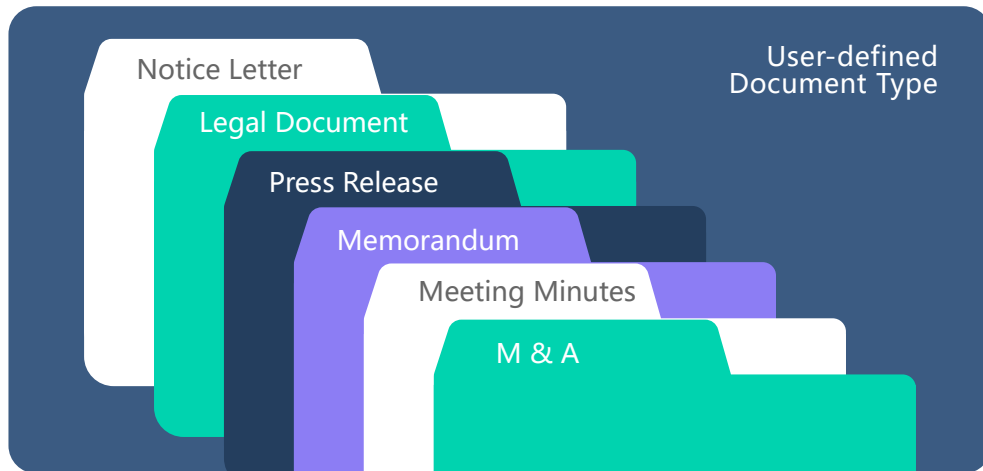 Notice Letter
User-defined
Document Type
Legal Document
Press Release
Memorandum
Meeting Minutes
M & A